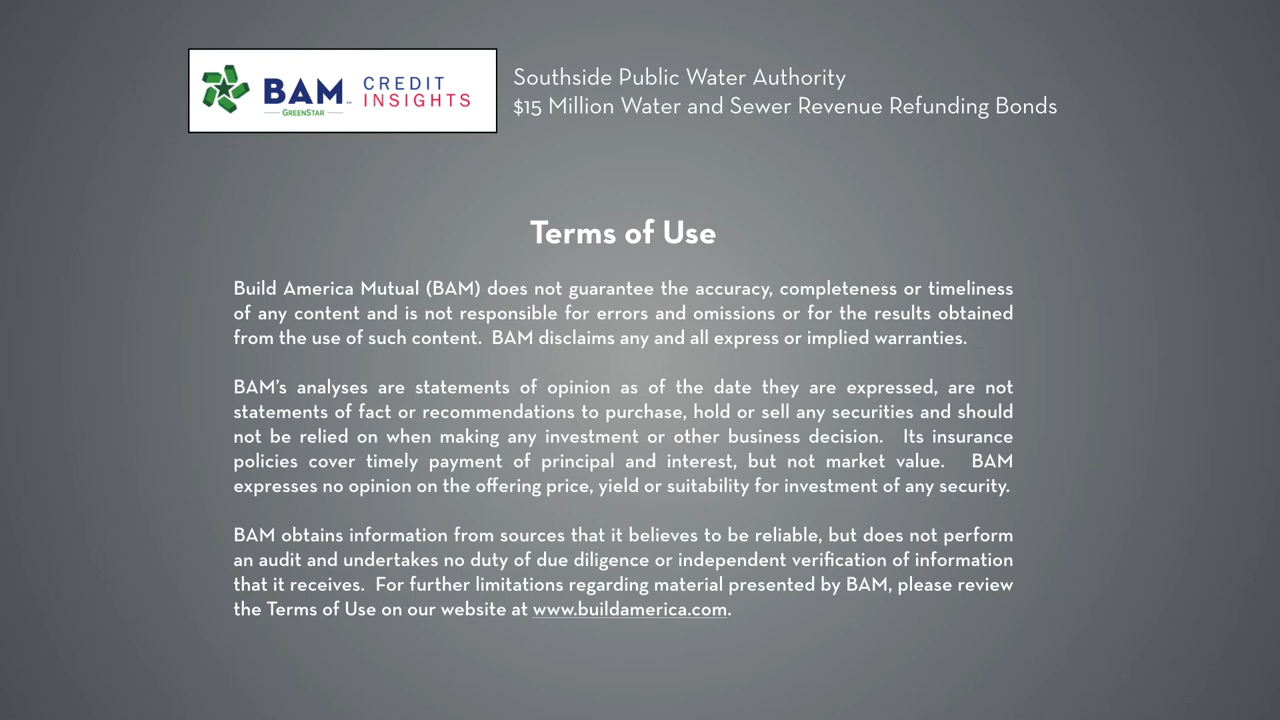 BAM
GREENSTAR
CREDIT
INSIGHTS
Southside Public Water Authority
$15 Million Water and Sewer Revenue Refunding Bonds
Terms of Use
Build America Mutual (BAM) does not guarantee the accuracy, completeness or timeliness
of any content and is not responsible for errors and omissions or for the results obtained
from the use of such content.  BAM disclaims any and all express or implied warranties.
BAM's analyses are statements of opinion as of the date they are expressed, are not
statements of fact or recommendations to purchase, hold or sell any securities and should
not be relied on when making any investment or other business decision.  Its insurance
policies cover timely payment of principal and interest, but not market value.  BAM
expresses no opinion on the offering price, yield or suitability for investment of any security.
BAM obtains information from sources that it believes to be reliable, but does not perform
an audit and undertakes no duty of due diligence or independent verification of information
that it receives.  For further limitations regarding material presented by BAM, please review
the Terms of Use on our website at www.buildamerica.com.